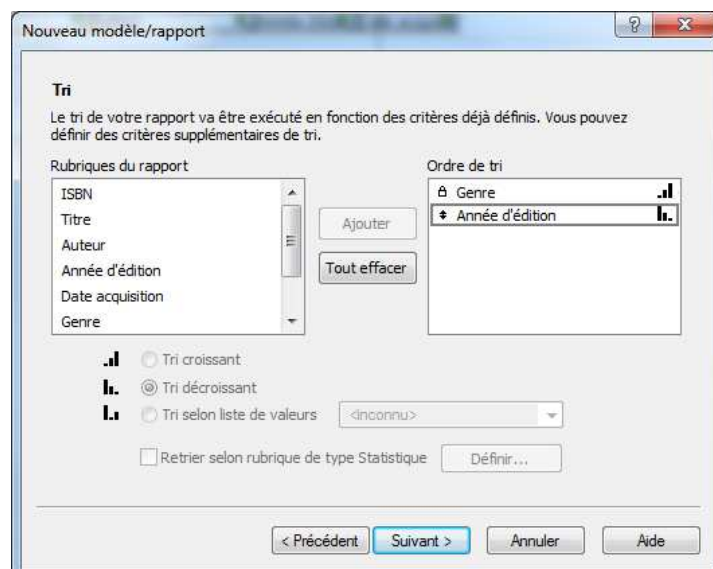 Nouveau modèle/rapport
Tri
Le tri de votre rapport va être exécuté en fonction des critères déjà définis. Vous pouvez
définir des critères supplémentaires de tri.
Rubriques du rapport
Ordre de tri
ISBN
Titre
Auteur
Année d'édition
Date acquisition
Genre
Ajouter
Tout effacer
Genre
Année d'édition
Tri croissant
Tri décroissant
Tri selon liste de valeurs
<inconnu>
Retrier selon rubrique de type Statistique
Définir...
< Précédent
Suivant >
Annuler
Aide